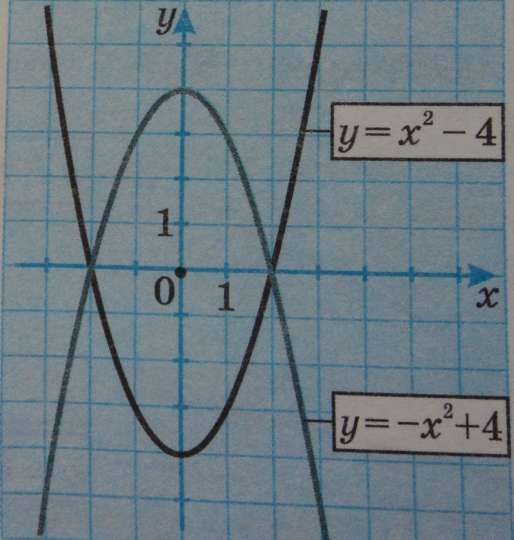 y
y = x² – 4
1
0 1 x
y = –x²+4